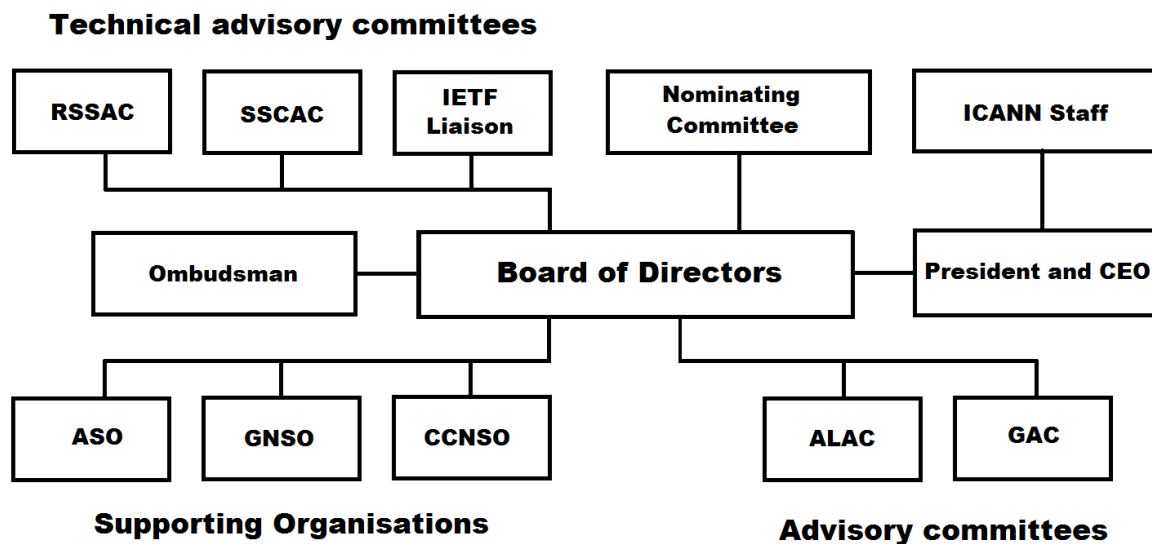 Technical advisory committees
RSSAC
SSCAC
IETF
Liaison
Nominating
Committee
ICANN Staff
Ombudsman
Board of Directors
President and CEO
ASO
GNSO
CCNSO
ALAC
GAC
Supporting Organisations
Advisory committees